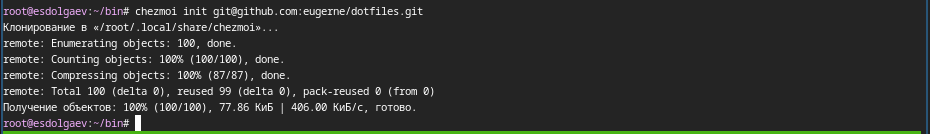 root@esdolgaev:~/bin# chezmoi init git@github.com:eugerne/dotfiles.git
Клонирование в «/root/.local/share/chezmoi»...
remote: Enumerating objects: 100, done.
remote: Counting objects: 100% (100/100), done.
remote: Compressing objects: 100% (87/87), done.
remote: Total 100 (delta 0), reused 99 (delta 0), pack-reused 0 (from 0)
Получение объектов: 100% (100/100), 77.86 КиБ | 406.00 КиБ/с, готово.
root@esdolgaev:~/bin#